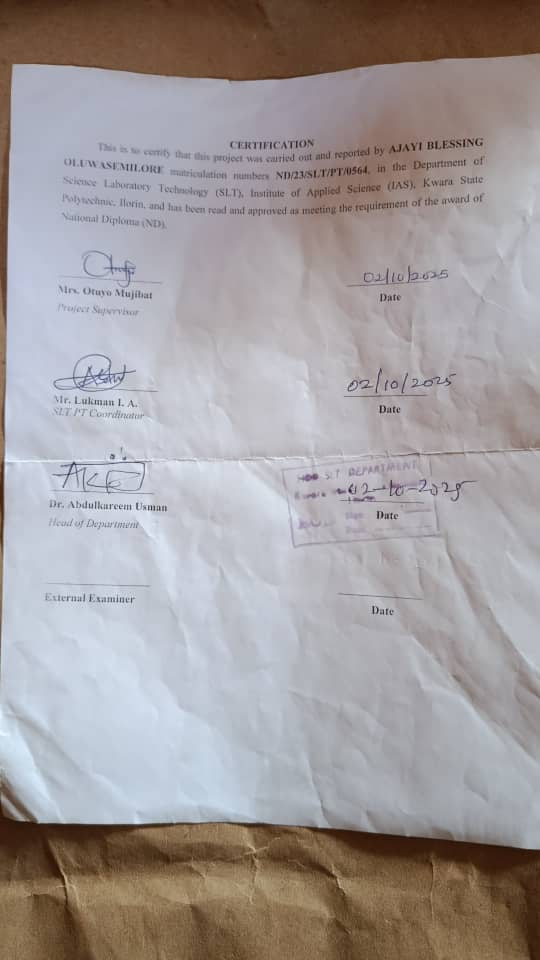 CERTIFICATION
This is to certify that this project was carried out and reported by AJAYI BLESSING
OLUWASEMILORE matriculation numbers ND/23/SLT/PT/0564, in the Department of
Science Laboratory Technology (SLT), Institute of Applied Science (IAS), Kwara State
Polytechnic, Ilorin, and has been read and approved as meeting the requirement of the award of
National Diploma (ND).
02/10/2025
Mrs. Otuyo Mujibat
Date
Project Supervisor
02/10/2025
Mr. Lukman I. A.
Date
SLT PT Coordinator
HOD SLT DEPARTMENT
02-10-2025
Dr. Abdulkareem Usman
Date
Head of Department
External Examiner
Date